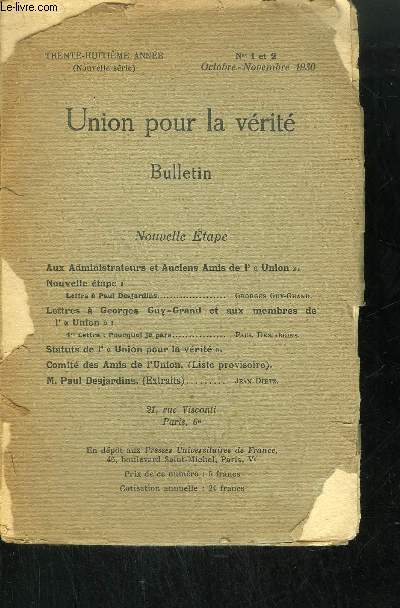 LE-LIVRE.COM
TRENTE-HUITIÈME ANNÉE
(Nouvelle série)
Nos 1 et 2
Octobre-Novembre 1930
Union pour la vérité
Bulletin
Nouvelle Étape
Aux Administrateurs et Anciens Amis de l' « Union ».
Nouvelle étape :
Lettre à Paul Desjardins.................... GEORGES GUY-GRAND.
Lettres à Georges Guy-Grand et aux membres de
l' « Union » :
1re Lettre : Pourquoi je pars.................. PAUL DESJARDINS.
Statuts de l' « Union pour la vérité ».
Comité des Amis de l'Union. (Liste provisoire).
M. Paul Desjardins. (Extraits)......... JEAN DIETZ.
21, rue Visconti
Paris, 6e
En dépôt aux Presses Universitaires de France,
49, boulevard Saint-Michel, Paris, Ve
Prix de ce numéro : 5 francs
Cotisation annuelle : 24 francs